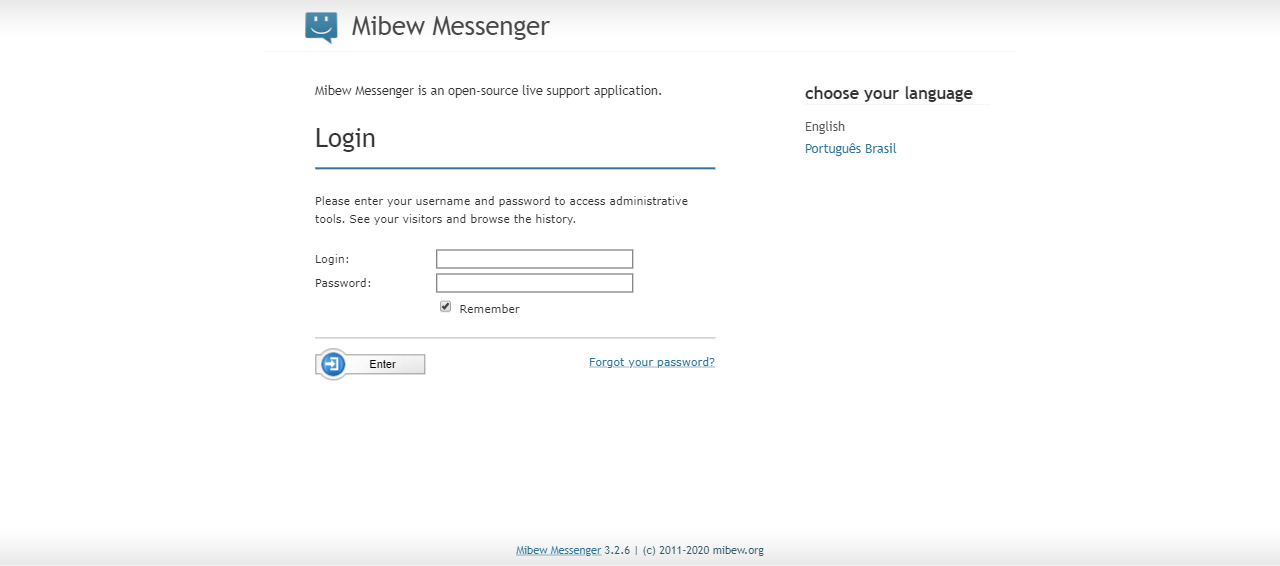 Mibew Messenger
Mibew Messenger is an open-source live support application.
Login
Please enter your username and password to access administrative
tools. See your visitors and browse the history.
Login:
Password:
Remember
Enter
Forgot your password?
choose your language
English
Português Brasil
Mibew Messenger 3.2.6 | (c) 2011-2020 mibew.org